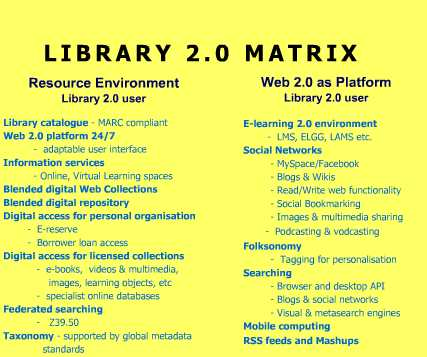 LIBRARY 2.0 MATRIX
Resource Environment
Library 2.0 user
Library catalogue - MARC compliant
Web 2.0 platform 24/7
- adaptable user interface
Information services
- Online, Virtual Learning spaces
Blended digital Web Collections
Blended digital repository
Digital access for personal organisation
- E-reserve
- Borrower loan access
Digital access for licensed collections
- e-books, videos & multimedia,
images, learning objects, etc
- specialist online databases
Federated searching
- Z39.50
Taxonomy - supported by global metadata
standards
Web 2.0 as Platform
Library 2.0 user
E-learning 2.0 environment
- LMS, ELGG, LAMS etc.
Social Networks
- MySpace/Facebook
- Blogs & Wikis
- Read/Write web functionality
- Social Bookmarking
- Images & multimedia sharing
- Podcasting & vodcasting
Folksonomy
- Tagging for personalisation
Searching
- Browser and desktop API
- Blogs & social networks
- Visual & metasearch engines
Mobile computing
RSS feeds and Mashups